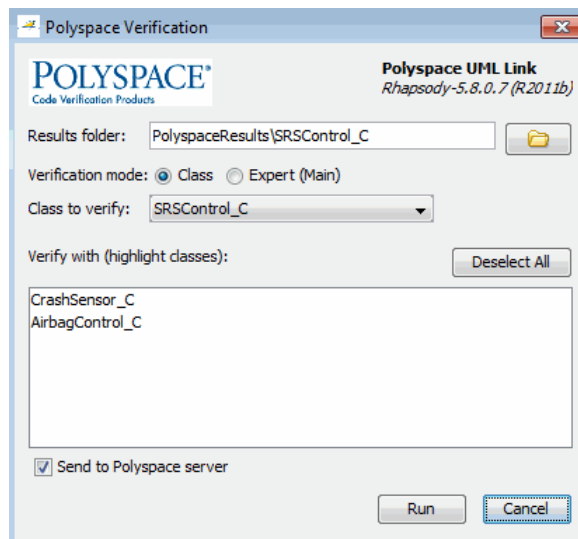 Polyspace Verification
POLYSPACE®
Code Verification Products
Polyspace UML Link
Rhapsody-5.8.0.7 (R2011b)
Results folder: PolyspaceResults\SRSControl_C
Verification mode: Class Expert (Main)
Class to verify: SRSControl_C
Verify with (highlight classes): Deselect All
CrashSensor_C
AirbagControl_C
Send to Polyspace server
Run Cancel